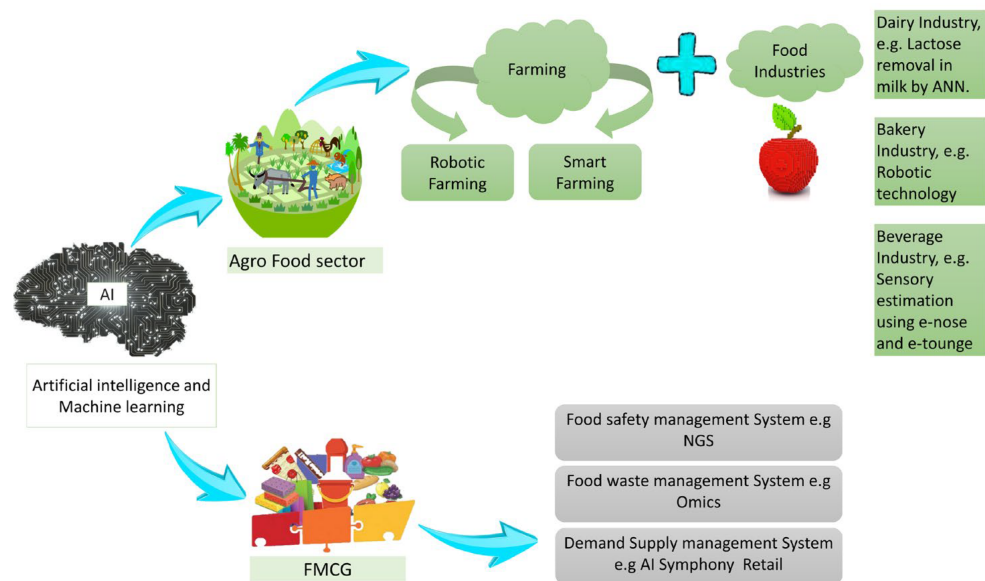 Farming
Food
Industries
Dairy Industry,
e.g. Lactose
removal in
milk by ANN.
Robotic
Farming
Smart
Farming
Bakery
Industry, e.g.
Robotic
technology
Agro Food sector
Beverage
Industry, e.g.
Sensory
estimation
using e-nose
and e-tounge
AI
Artificial intelligence and
Machine learning
Food safety management System e.g
NGS
Food waste management System e.g
Omics
Demand Supply management System
e.g AI Symphony Retail
FMCG